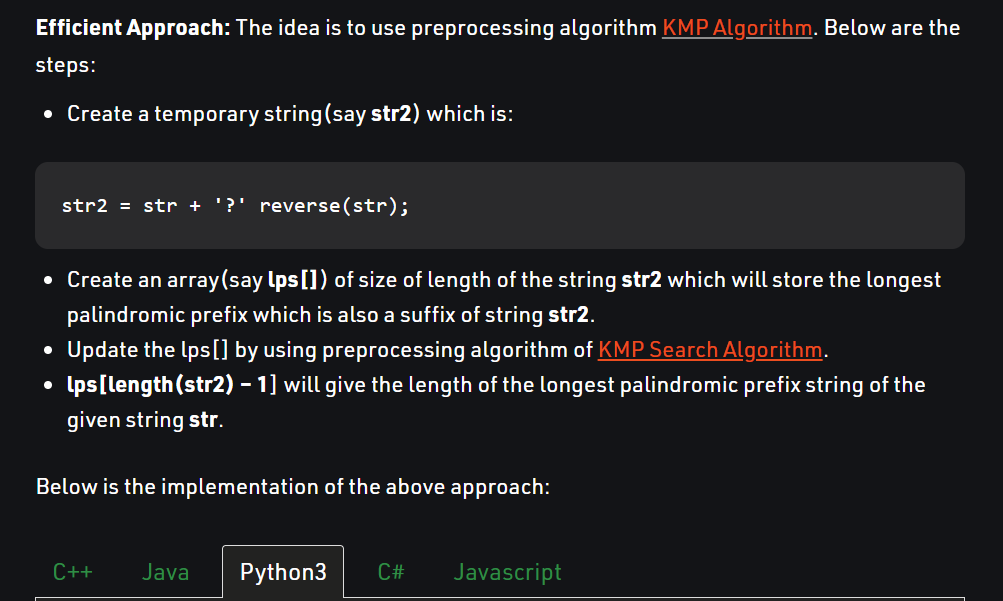 Efficient Approach: The idea is to use preprocessing algorithm KMP Algorithm. Below are the
steps:
• Create a temporary string(say str2) which is:
str2 = str + '?' reverse(str);
• Create an array(say lps[]) of size of length of the string str2 which will store the longest
palindromic prefix which is also a suffix of string str2.
• Update the lps[] by using preprocessing algorithm of KMP Search Algorithm.
• lps[length(str2) – 1] will give the length of the longest palindromic prefix string of the
given string str.
Below is the implementation of the above approach:
C++ Java Python3 C# Javascript